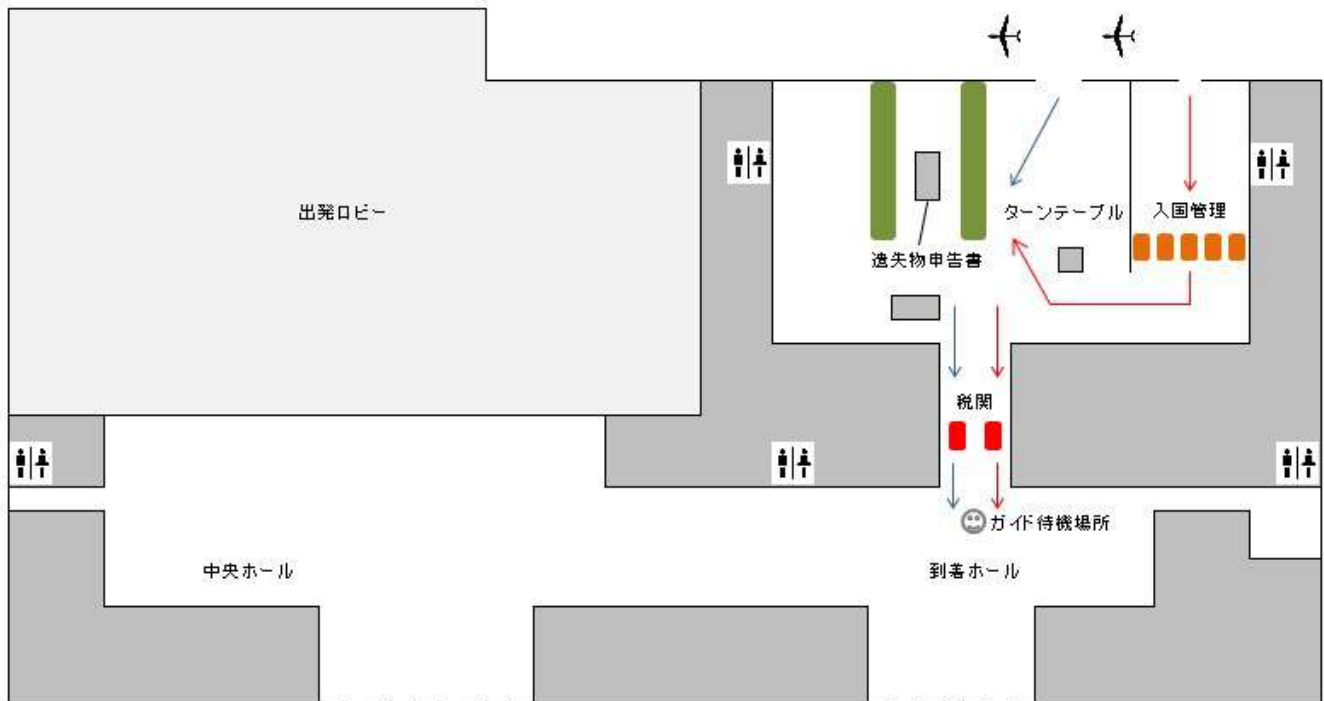 出発ロビー
ターンテーブル
入国管理
遺失物申告書
税関
ガイド待機場所
中央ホール
到着ホール